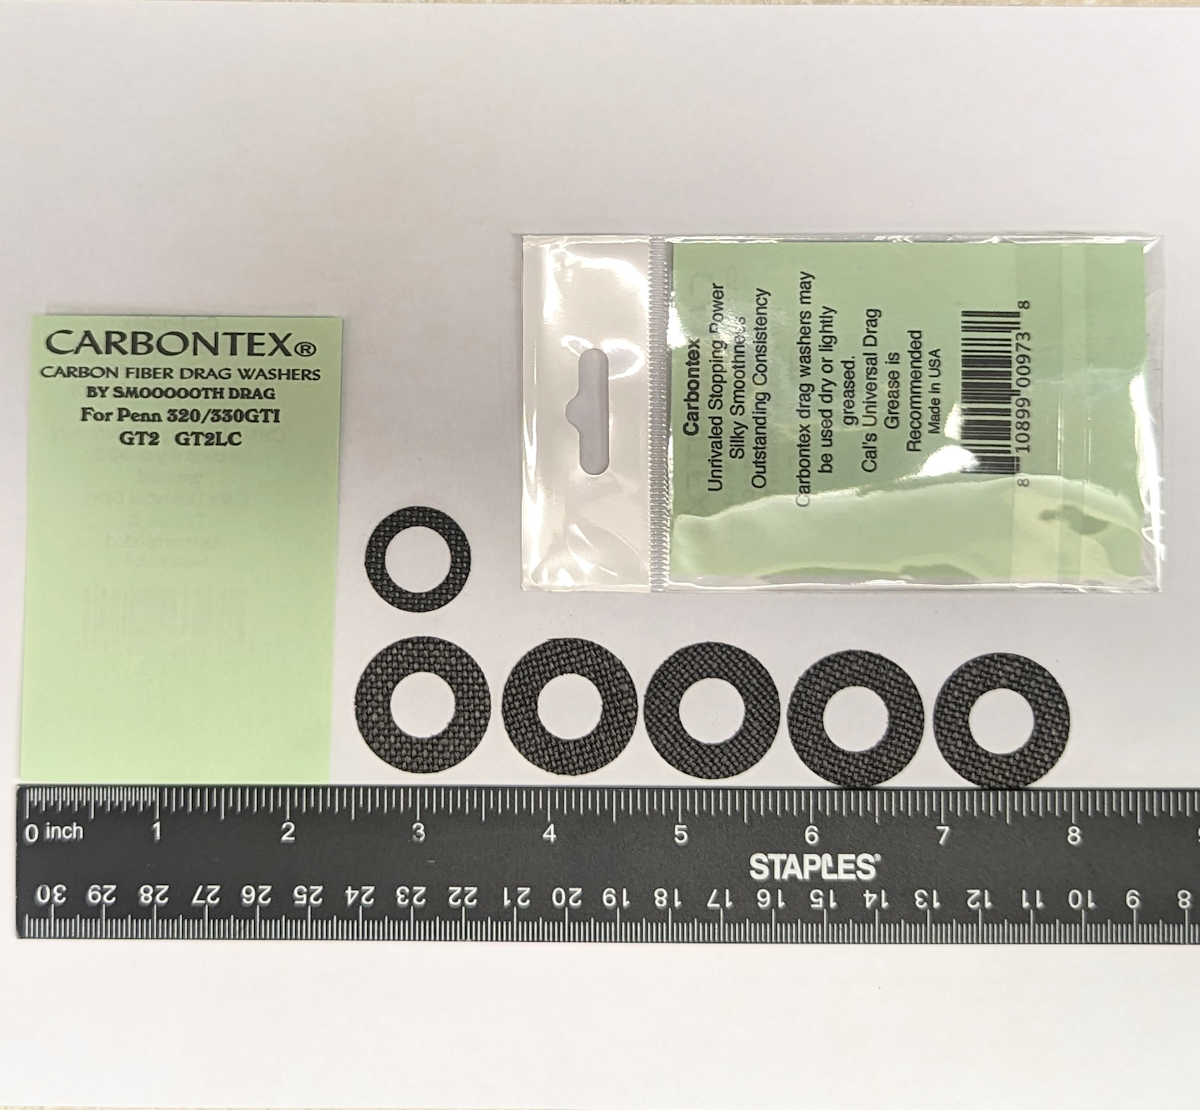 CARBONTEX®
CARBON FIBER DRAG WASHERS
BY SMOOOOOTH DRAG
For Penn 320/330GTI
GT2 GT2LC
Carbontex
Unrivaled Stopping Power
Silky Smoothness
Outstanding Consistency
Carbontex drag washers may
be used dry or lightly
greased.
Cal's Universal Drag
Grease is
Recommended
Made in USA
8 10899 00973 8
0 inch 1 2 3 4 5 6 7 8
STAPLES®
30 29 28 27 26 25 24 23 22 21 20 19 18 17 16 15 14 13 12 11 10 9 8